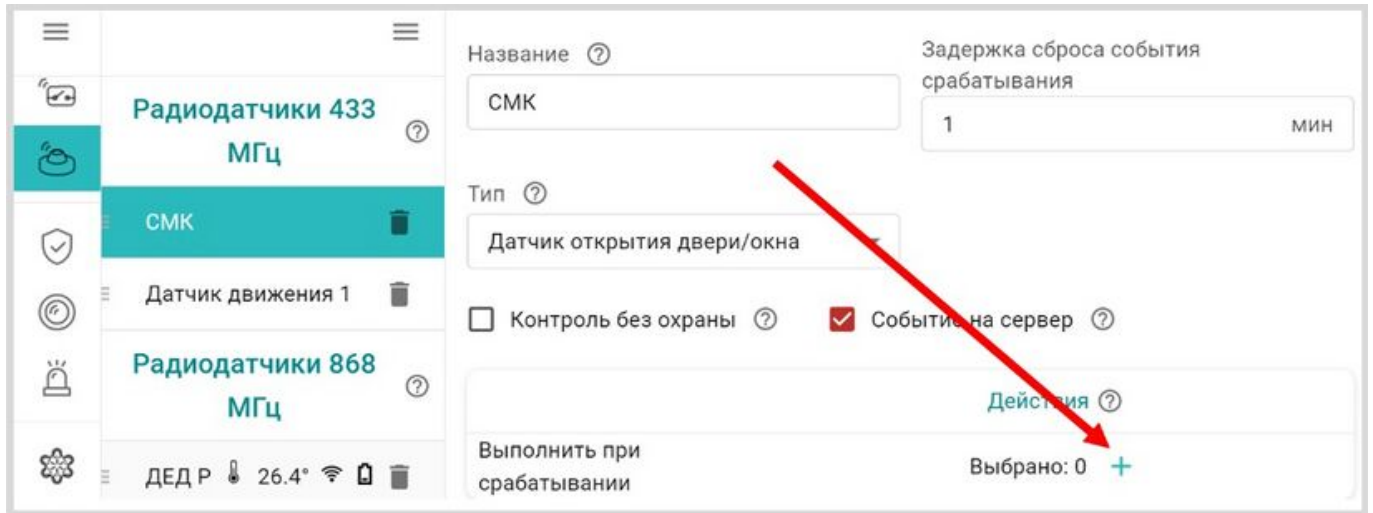 Радиодатчики 433
МГц
СМК
Датчик движения 1
Радиодатчики 868
МГц
ДЕД Р 26.4°
Название
СМК
Задержка сброса события
срабатывания
1 мин
Тип
Датчик открытия двери/окна
Контроль без охраны
Событие на сервер
Действия
Выполнить при
срабатывании
Выбрано: 0 +